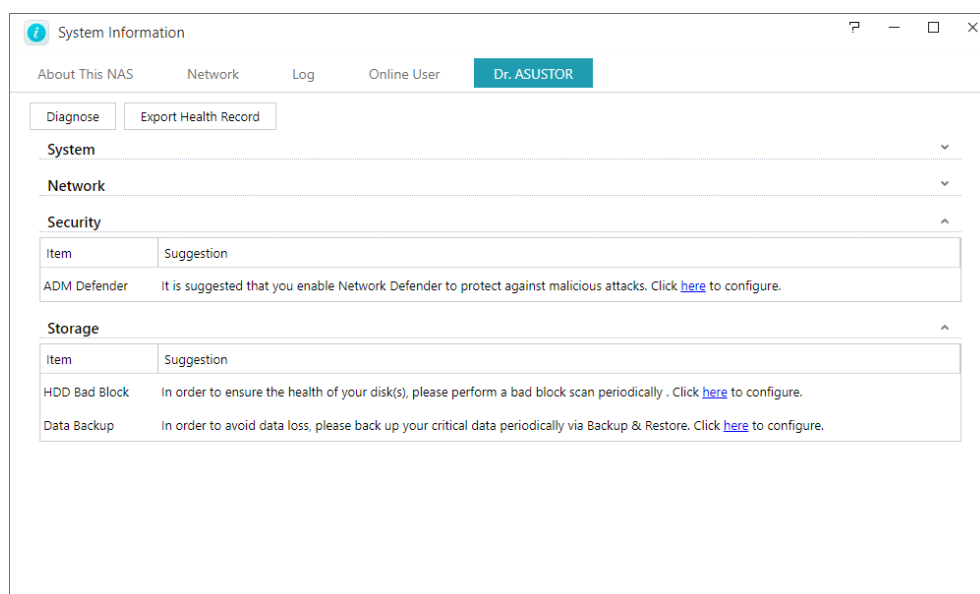 System Information
About This NAS Network Log Online User Dr. ASUSTOR
Diagnose Export Health Record
System
Network
Security
Item Suggestion
ADM Defender It is suggested that you enable Network Defender to protect against malicious attacks. Click here to configure.
Storage
Item Suggestion
HDD Bad Block In order to ensure the health of your disk(s), please perform a bad block scan periodically . Click here to configure.
Data Backup In order to avoid data loss, please back up your critical data periodically via Backup & Restore. Click here to configure.